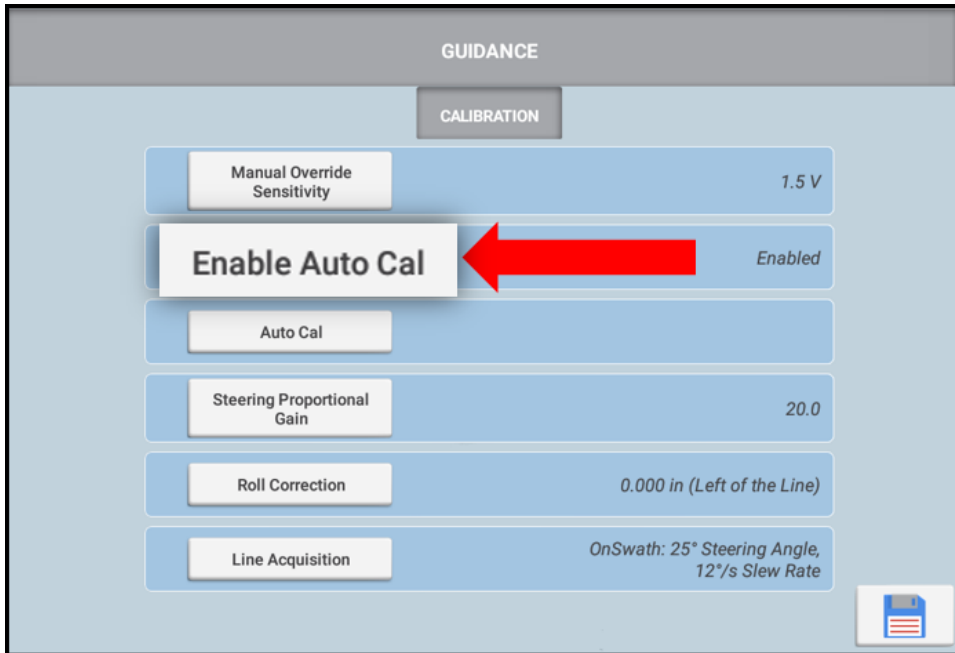 GUIDANCE
CALIBRATION
Manual Override
Sensitivity
1.5 V
Enable Auto Cal
Enabled
Auto Cal
Steering Proportional
Gain
20.0
Roll Correction
0.000 in (Left of the Line)
Line Acquisition
OnSwath: 25° Steering Angle,
12°/s Slew Rate